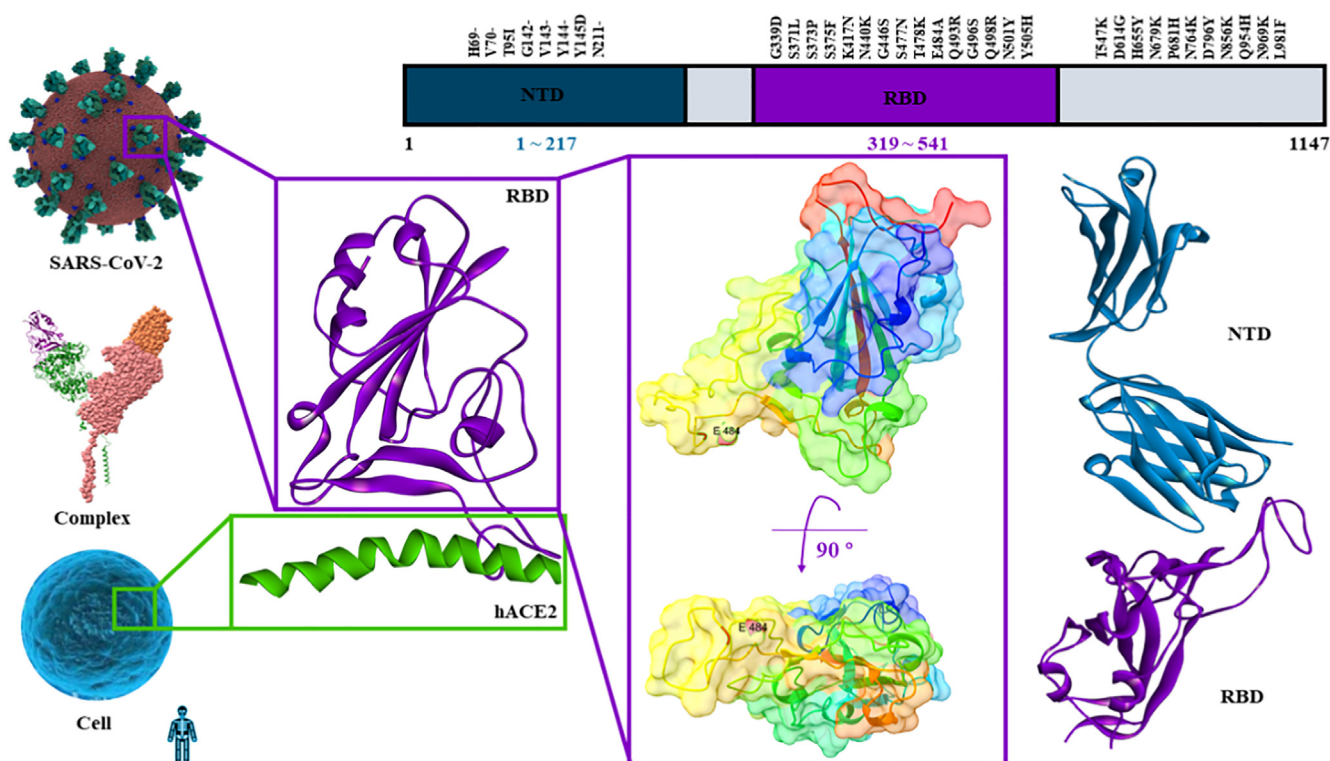 H69-
V70-
T95I
G142-
V143-
Y144-
Y145D
N211-
G339D
S371L
S373P
S375F
K417N
N440K
G446S
S477N
T478K
E484A
Q493R
G496S
Q498R
N501Y
Y505H
T547K
D614G
H655Y
N679K
P681H
N764K
D796Y
N856K
Q954H
N969K
L981F
NTD
RBD
1
1 ~ 217
319 ~ 541
1147
SARS-CoV-2
RBD
E 484
NTD
Complex
90 °
hACE2
E 484
Cell
RBD